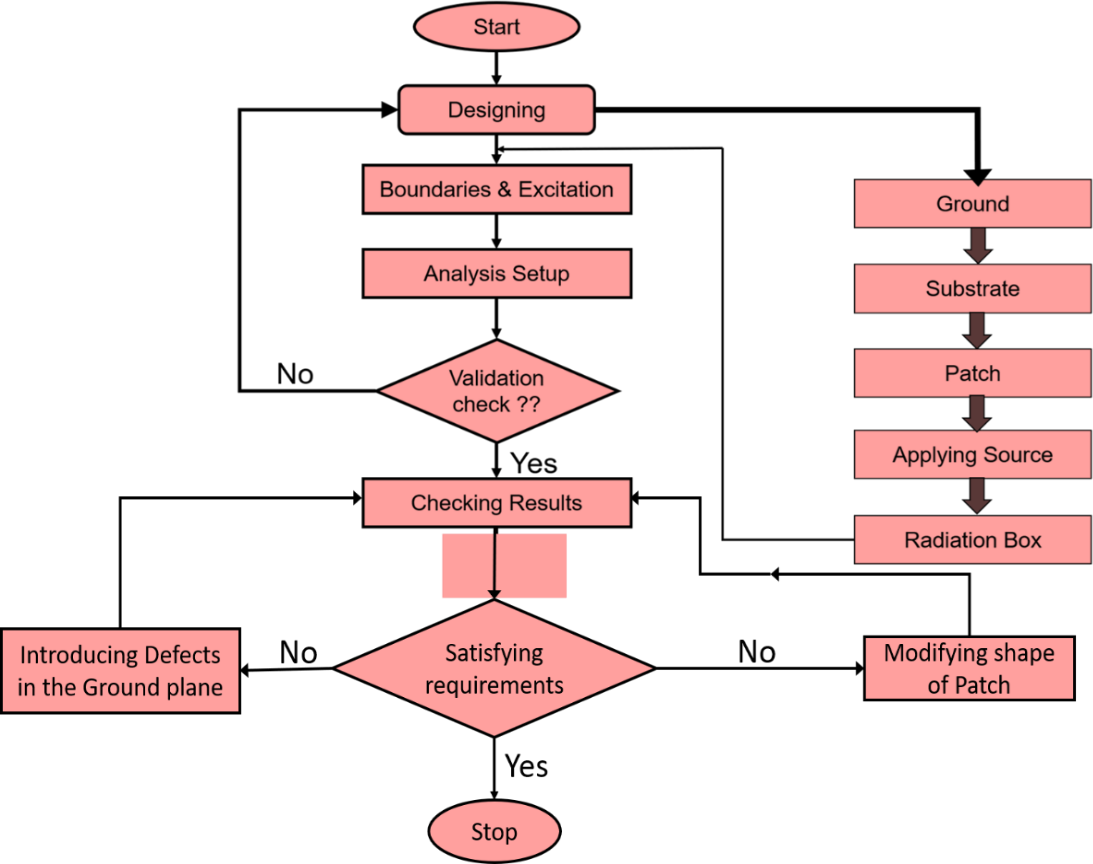 Start
Designing
Boundaries & Excitation
Ground
Analysis Setup
Substrate
No
Validation
check ??
Patch
Yes
Applying Source
Checking Results
Radiation Box
Introducing Defects
in the Ground plane
No
Satisfying
requirements
No
Modifying shape
of Patch
Yes
Stop